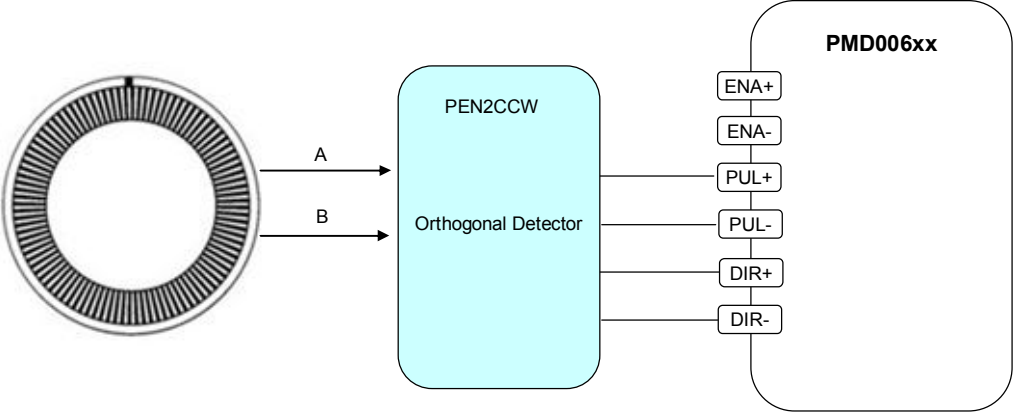 PMD006xx
ENA+
PEN2CCW
ENA-
A
PUL+
B
Orthogonal Detector
PUL-
DIR+
DIR-